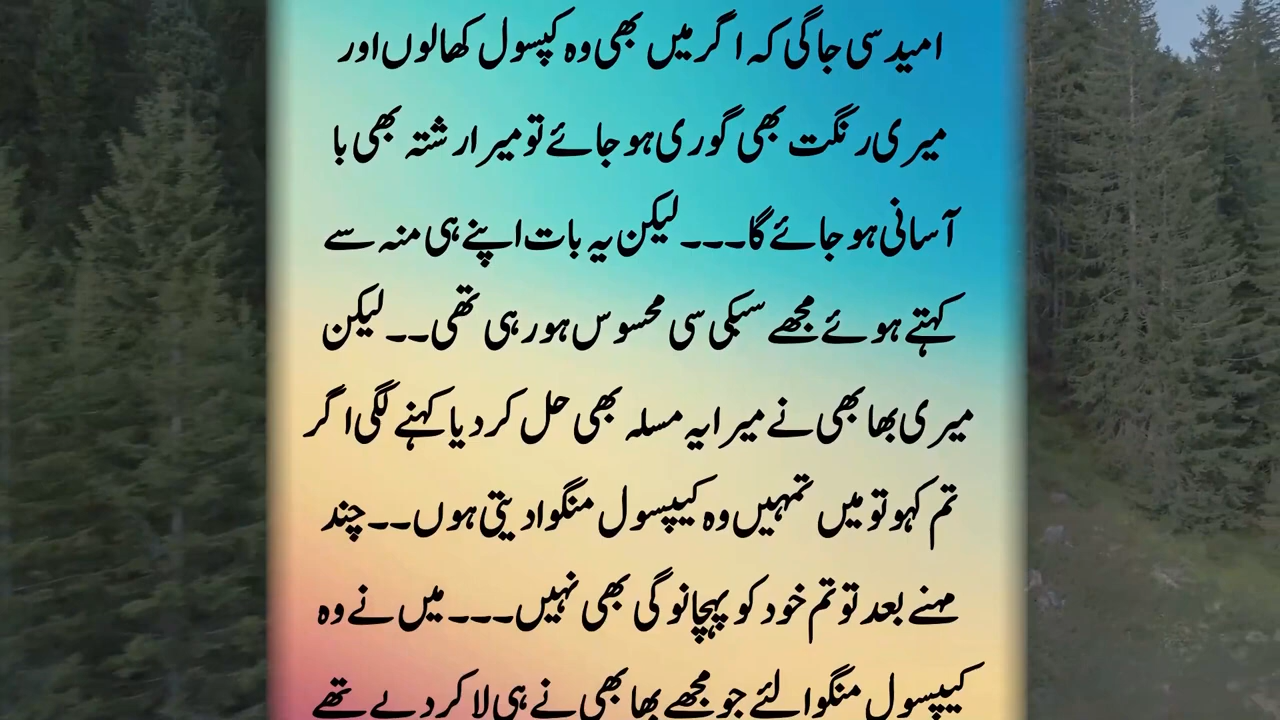 امید سی جاگی کہ اگر میں بھی وہ کپسول کھالوں اور
میری رنگت بھی گوری ہو جائے تو میرا رشتہ بھی با
آسانی ہو جائے گا۔۔۔ لیکن یہ بات اپنے ہی منہ سے
کہتے ہوئے مجھے سبکی سی محسوس ہو رہی تھی۔۔ لیکن
میری بھابھی نے میرا یہ مسلہ بھی حل کر دیا کہنے لگی اگر
تم کہو تو میں تمہیں وہ کیپسول منگوا دیتی ہوں۔۔ چند
مہنے بعد تو تم خود کو پہچانو گی بھی نہیں۔۔۔ میں نے وہ
کیپسول منگوا لئے جو مجھے بھابھی نے ہی لا کر دیے تھے